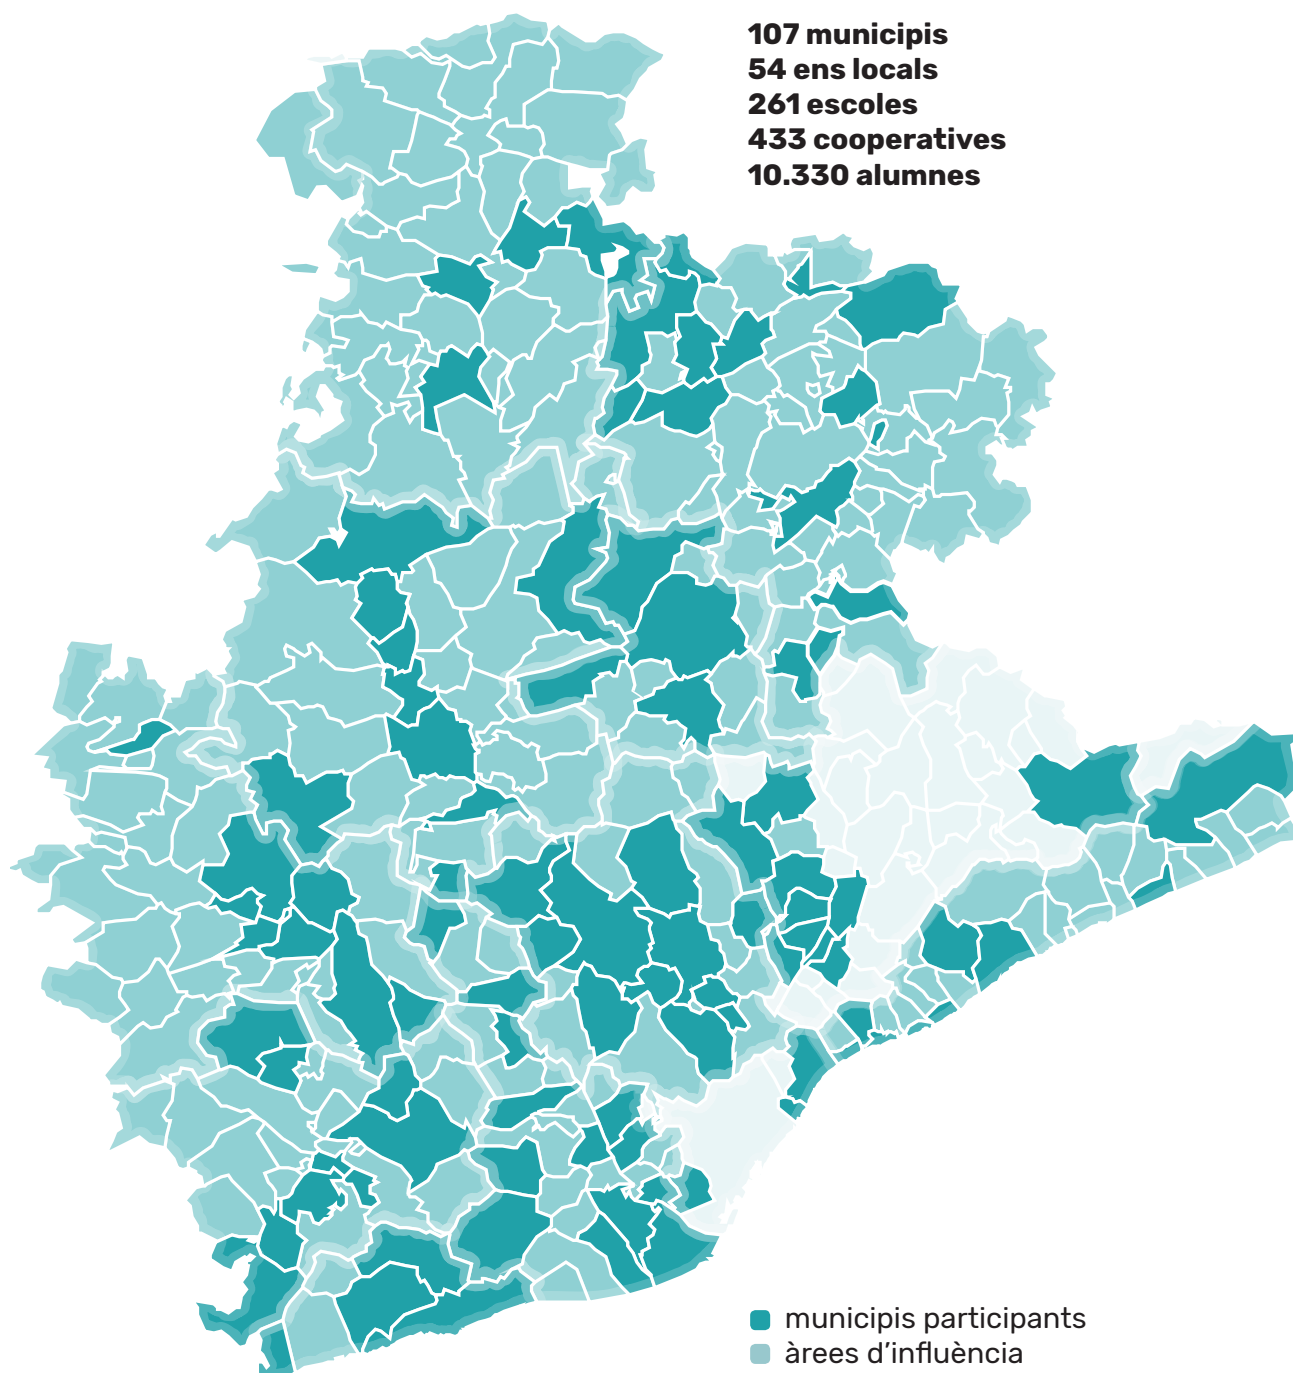 107 municipis
54 ens locals
261 escoles
433 cooperatives
10.330 alumnes
municipis participants
àrees d’influència